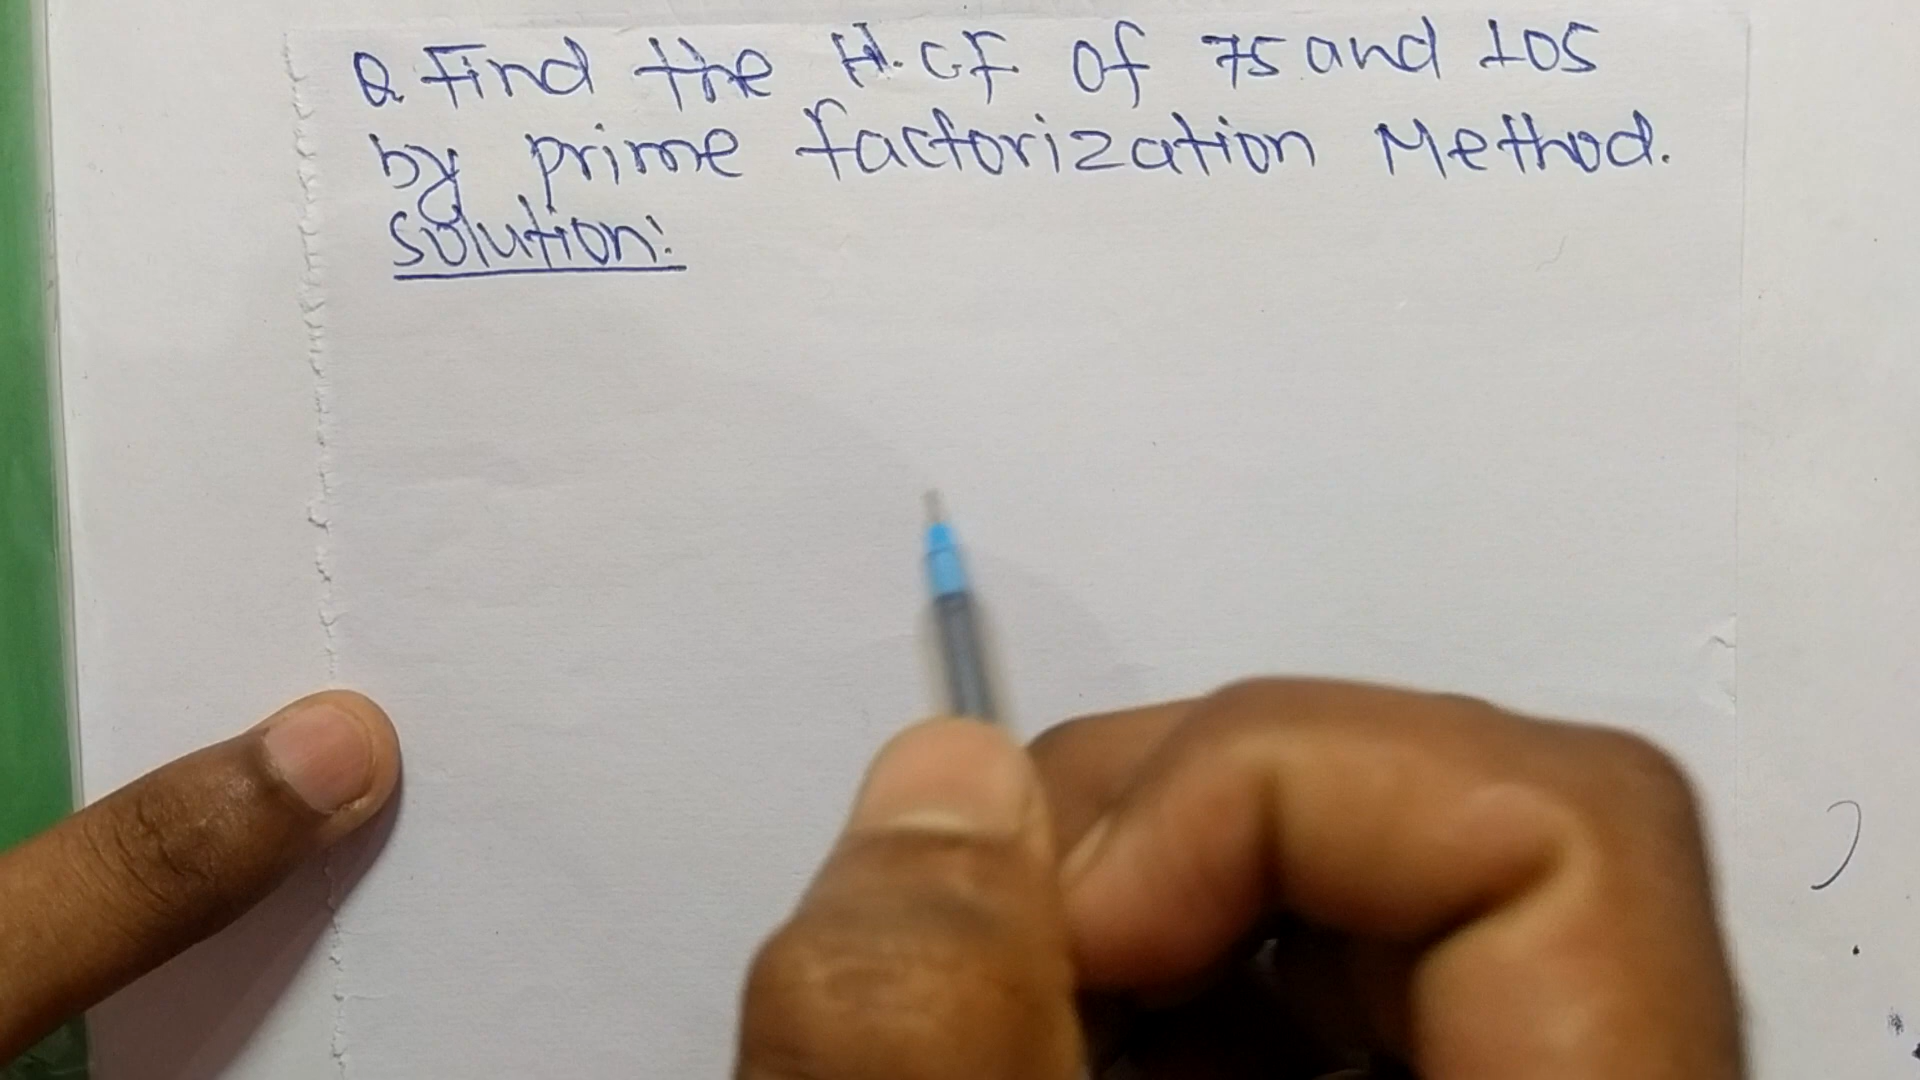 Q. Find the H.C.F of 75 and 105
by prime factorization Method.
Solution: